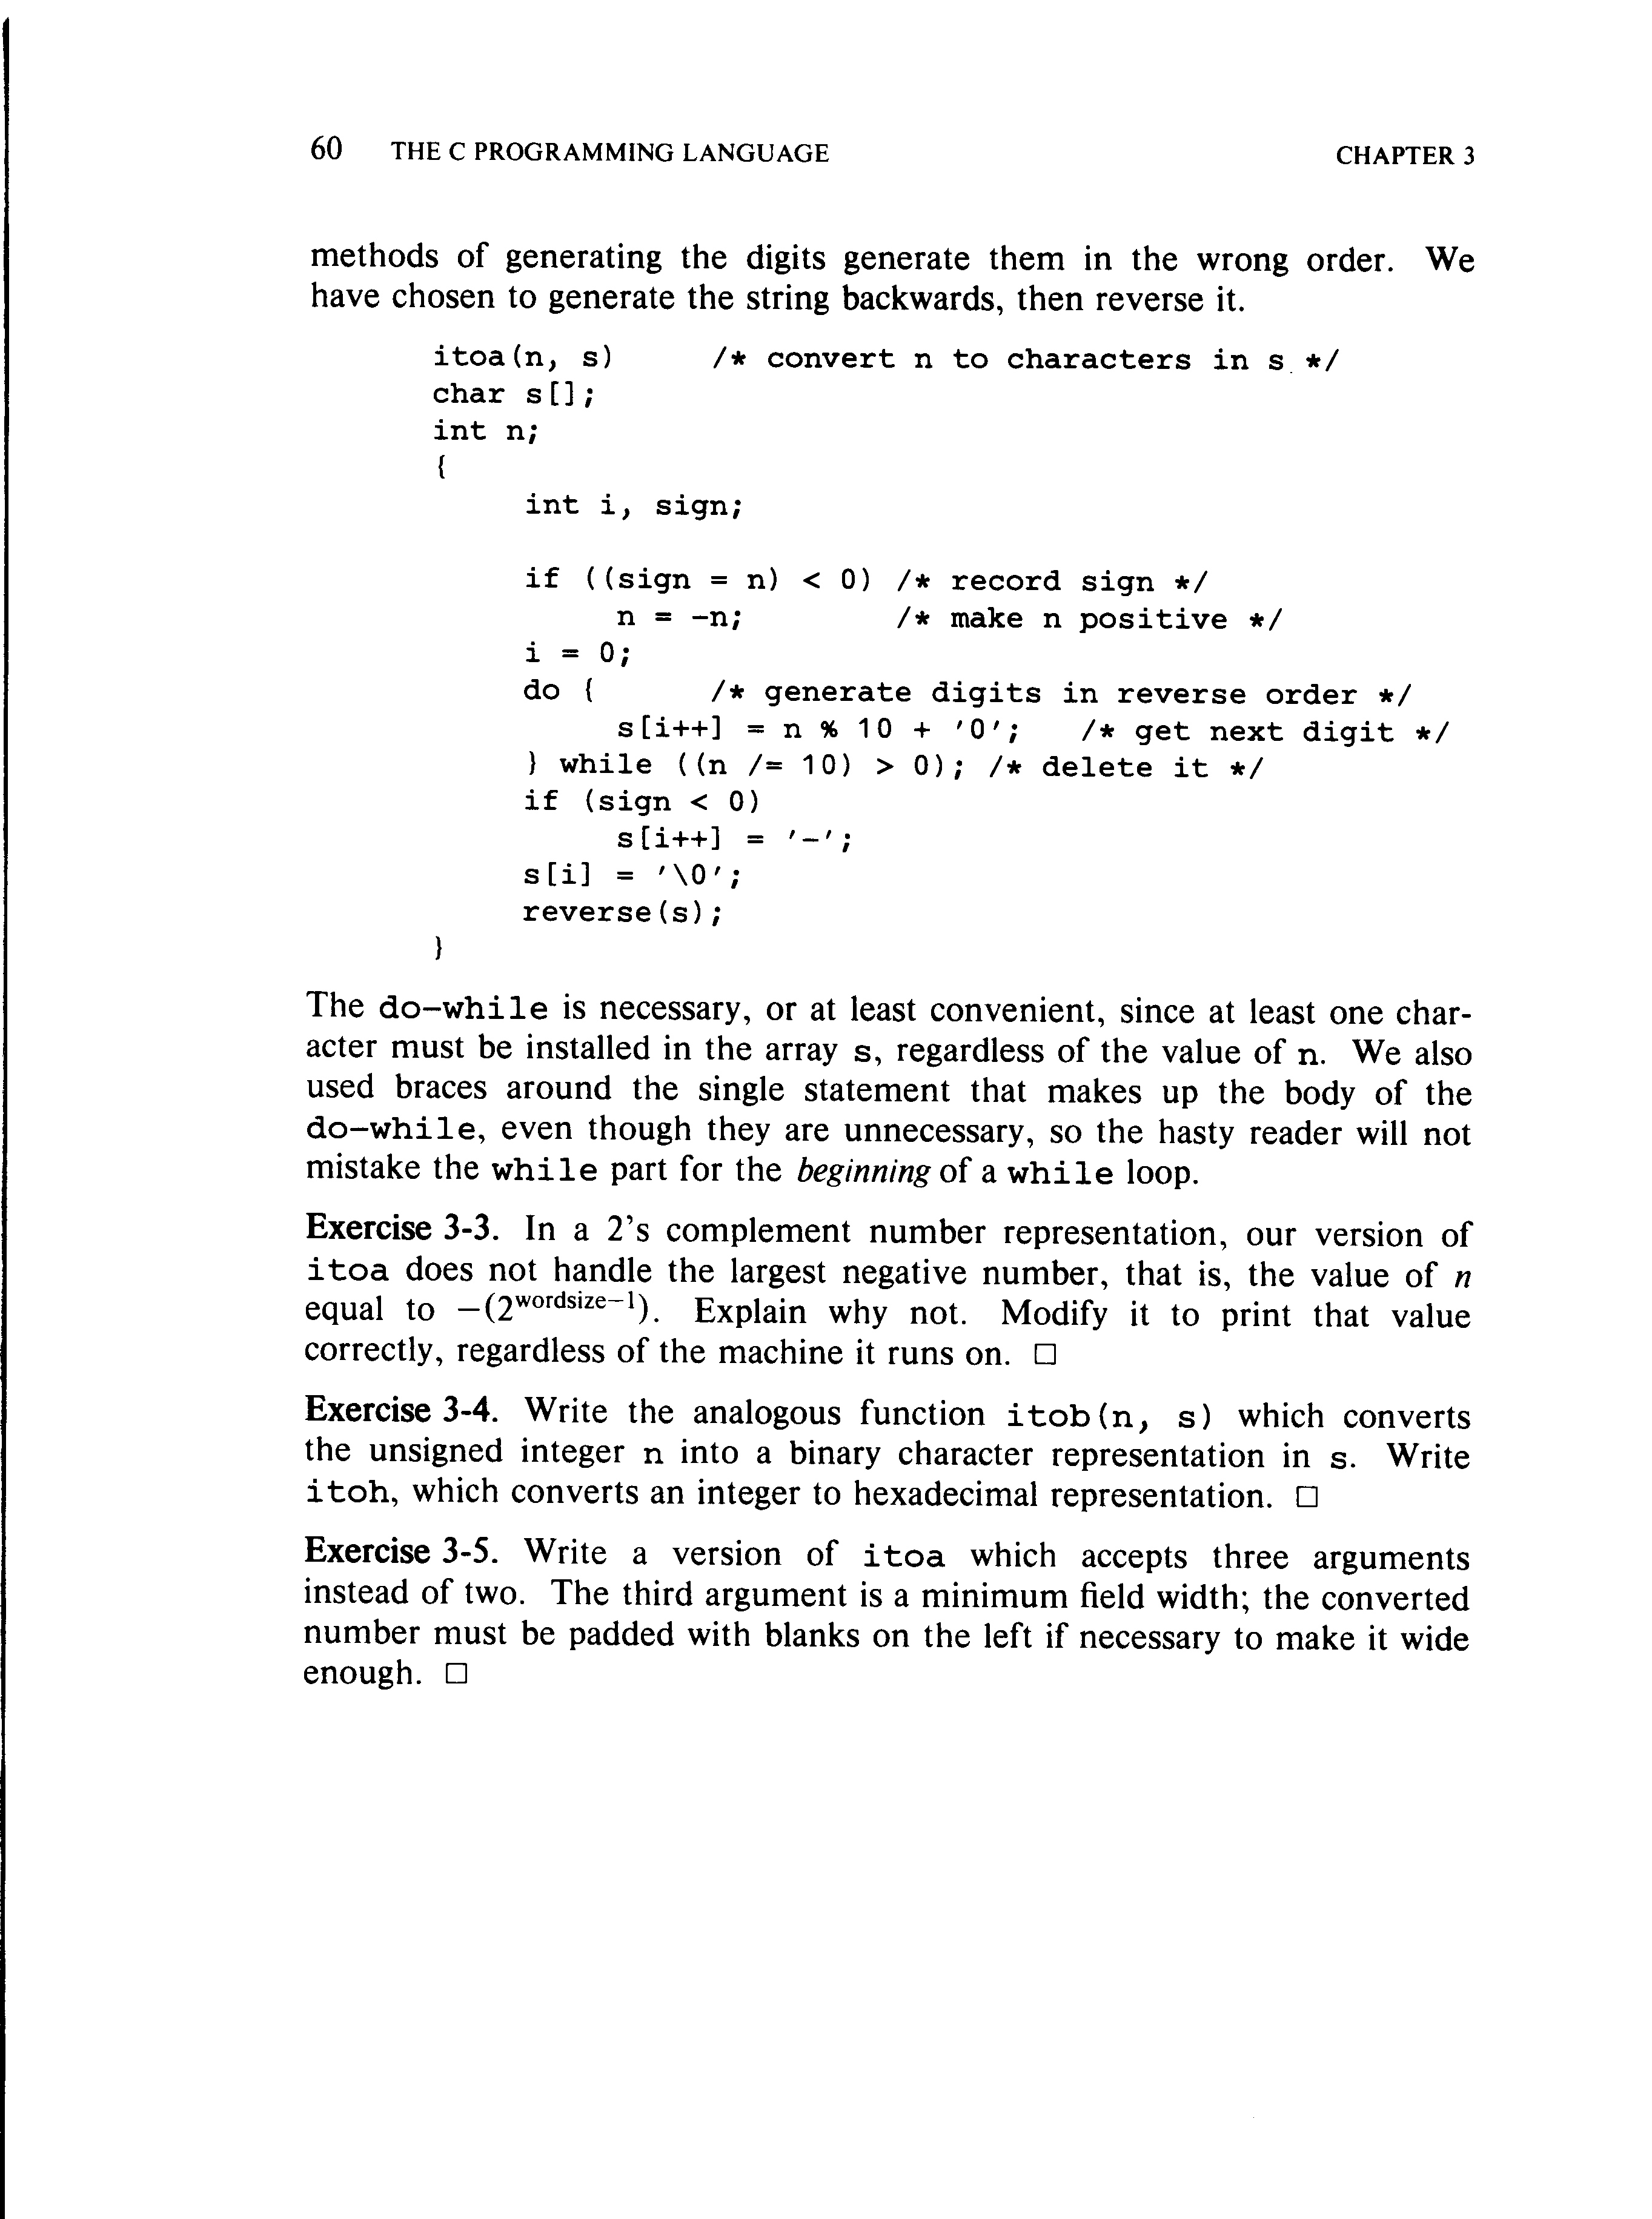 60 THE C PROGRAMMING LANGUAGE CHAPTER 3
methods of generating the digits generate them in the wrong order. We
have chosen to generate the string backwards, then reverse it.
itoa(n, s) /* convert n to characters in s */
char s[];
int n;
{
int i, sign;
if ((sign = n) < 0) /* record sign */
n = -n; /* make n positive */
i = 0;
do { /* generate digits in reverse order */
s[i++] = n % 10 + '0'; /* get next digit */
} while ((n /= 10) > 0); /* delete it */
if (sign < 0)
s[i++] = '-';
s[i] = '\0';
reverse(s);
}
The do-while is necessary, or at least convenient, since at least one char-
acter must be installed in the array s, regardless of the value of n. We also
used braces around the single statement that makes up the body of the
do-while, even though they are unnecessary, so the hasty reader will not
mistake the while part for the beginning of a while loop.
Exercise 3-3. In a 2's complement number representation, our version of
itoa does not handle the largest negative number, that is, the value of n
equal to −(2^wordsize−1). Explain why not. Modify it to print that value
correctly, regardless of the machine it runs on. □
Exercise 3-4. Write the analogous function itob(n, s) which converts
the unsigned integer n into a binary character representation in s. Write
itoh, which converts an integer to hexadecimal representation. □
Exercise 3-5. Write a version of itoa which accepts three arguments
instead of two. The third argument is a minimum field width; the converted
number must be padded with blanks on the left if necessary to make it wide
enough. □